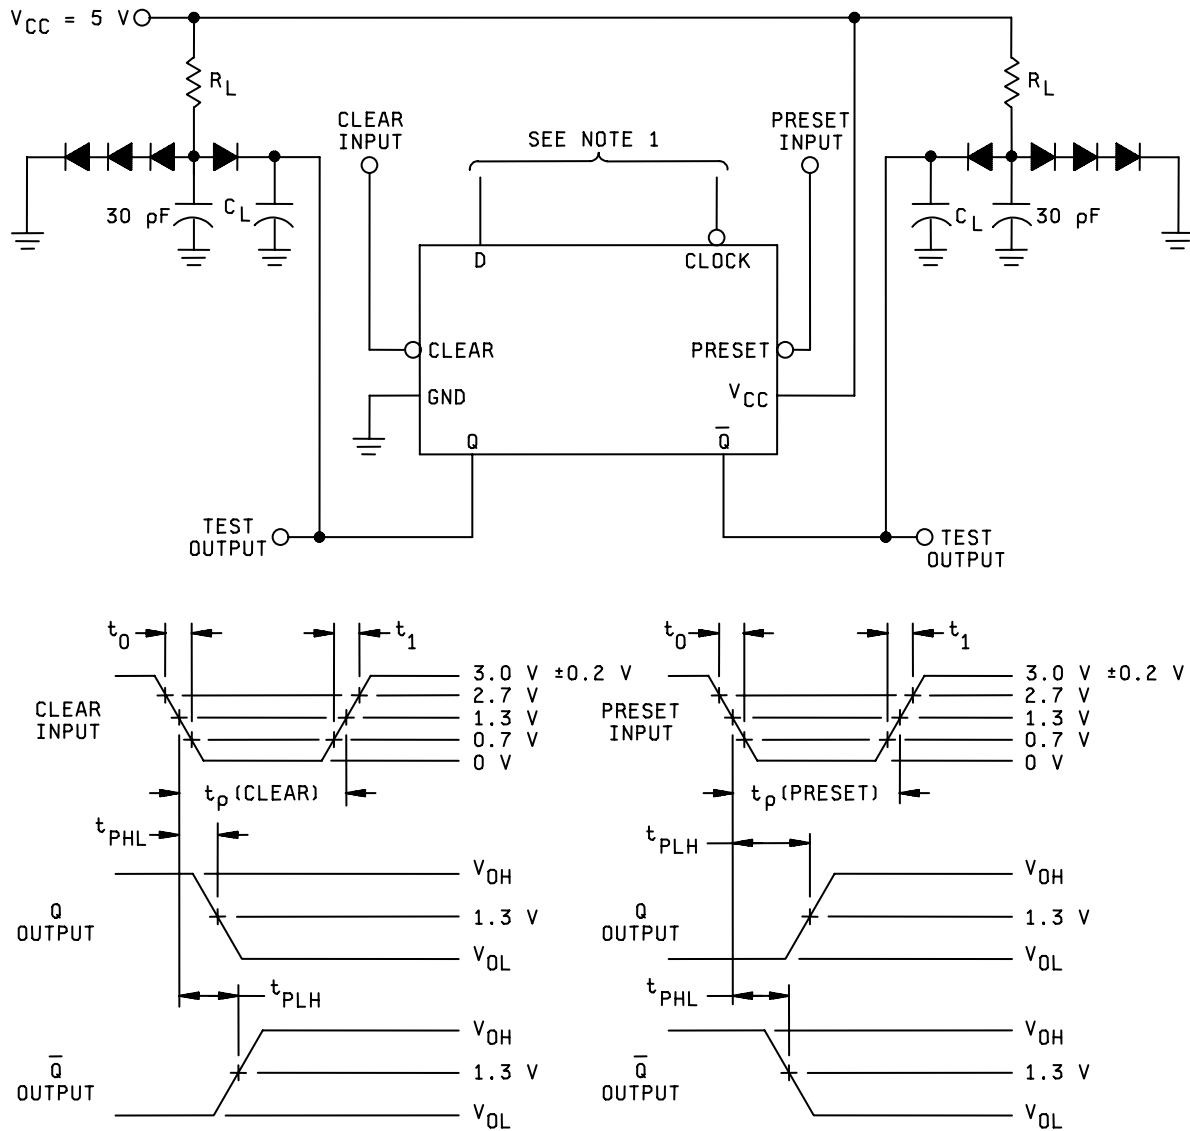 VCC = 5 V
RL
RL
CLEAR
INPUT
SEE NOTE 1
PRESET
INPUT
30 pF
CL
CL
30 pF
D
CLOCK
CLEAR
PRESET
GND
VCC
Q
Q̅
TEST
OUTPUT
TEST
OUTPUT
t0
t1
CLEAR
INPUT
3.0 V ±0.2 V
2.7 V
1.3 V
0.7 V
0 V
tp (CLEAR)
tPHL
Q
OUTPUT
VOH
1.3 V
VOL
tPLH
Q̅
OUTPUT
VOH
1.3 V
VOL
t0
t1
PRESET
INPUT
3.0 V ±0.2 V
2.7 V
1.3 V
0.7 V
0 V
tp (PRESET)
tPLH
Q
OUTPUT
VOH
1.3 V
VOL
tPHL
Q̅
OUTPUT
VOH
1.3 V
VOL